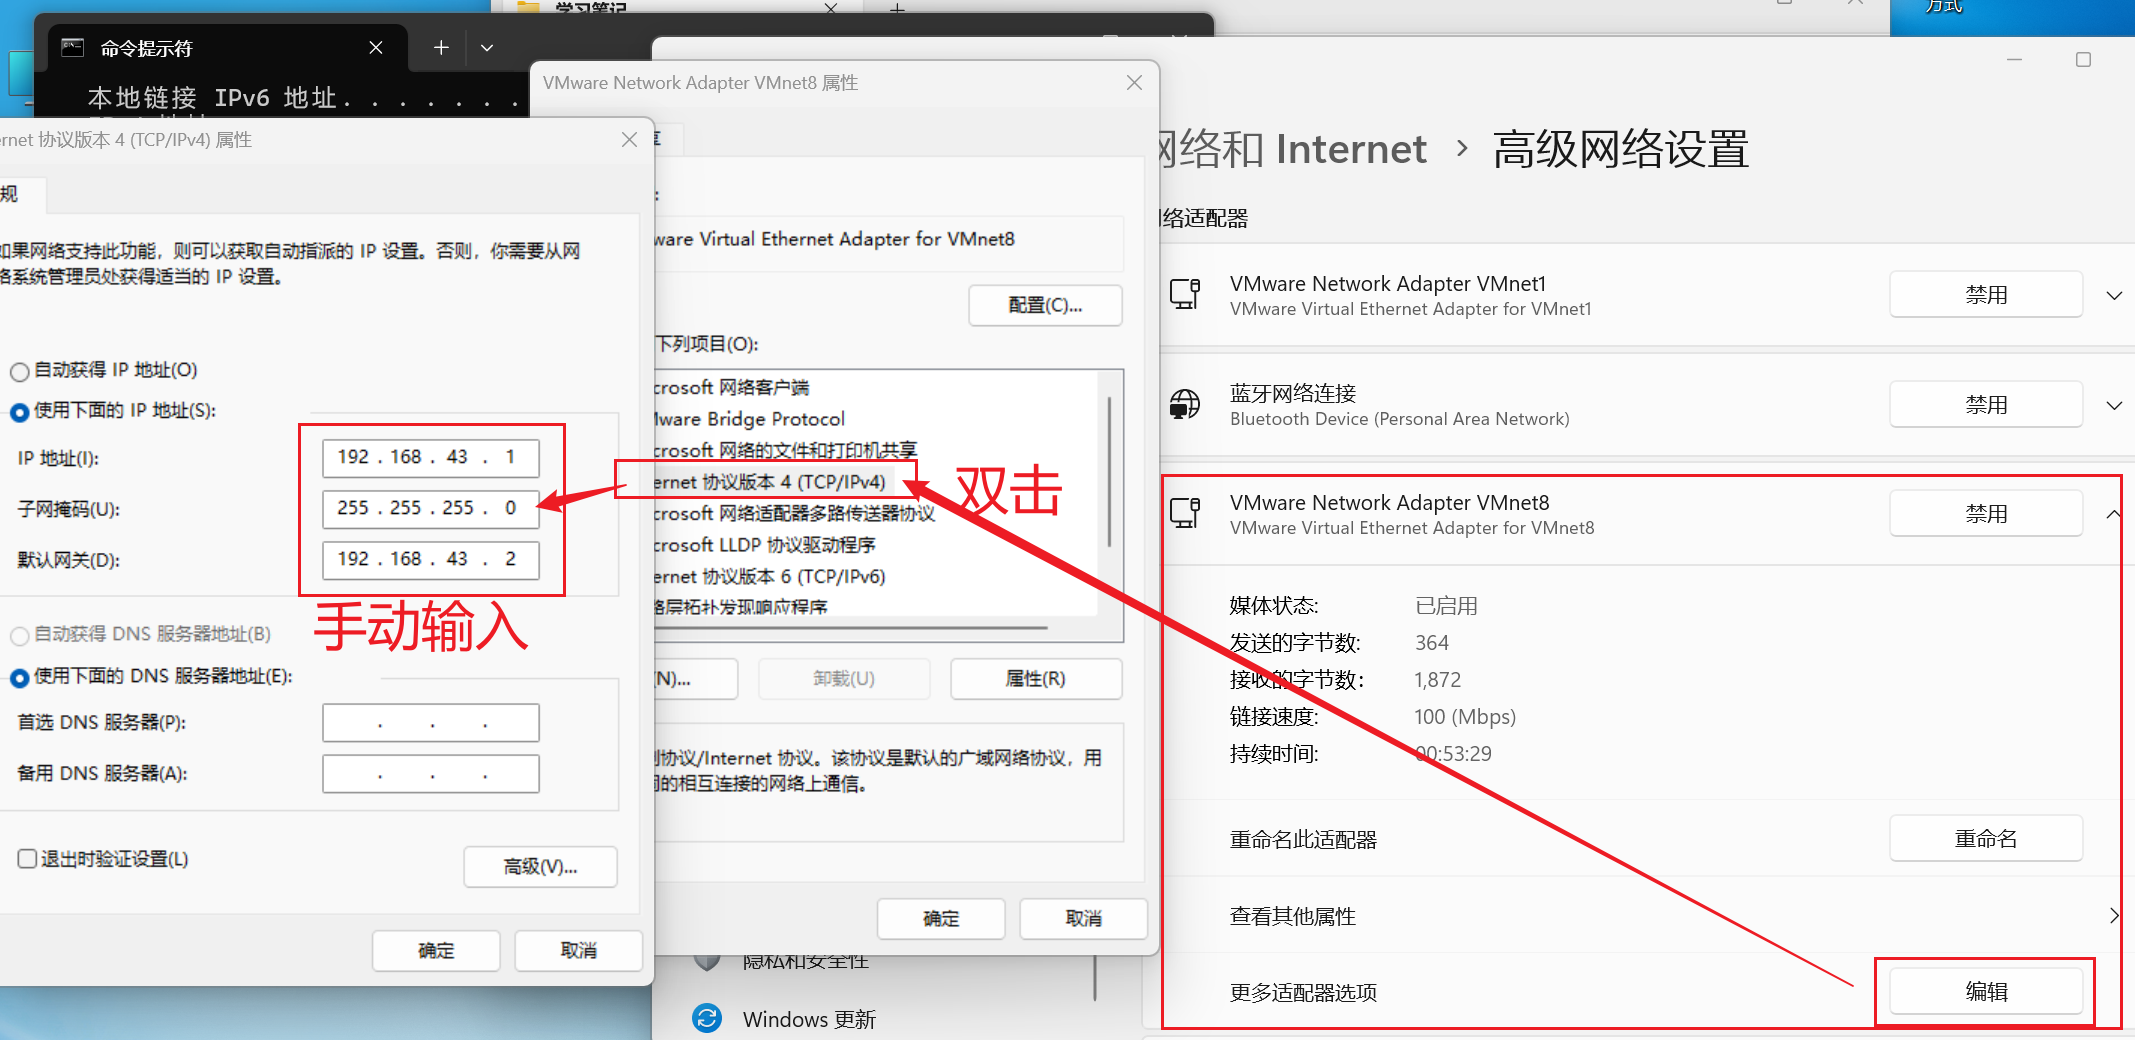 学习笔记
方式
命令提示符
本地链接 IPv6 地址. . . . . . .
VMware Network Adapter VMnet8 属性
ernet 协议版本 4 (TCP/IPv4) 属性
规
如果网络支持此功能，则可以获取自动指派的 IP 设置。否则，你需要从网
络系统管理员处获得适当的 IP 设置。
自动获得 IP 地址(O)
使用下面的 IP 地址(S):
IP 地址(I):
192 . 168 . 43 . 1
子网掩码(U):
255 . 255 . 255 . 0
默认网关(D):
192 . 168 . 43 . 2
手动输入
自动获得 DNS 服务器地址(B)
使用下面的 DNS 服务器地址(E):
首选 DNS 服务器(P):
. . .
备用 DNS 服务器(A):
. . .
退出时验证设置(L)
高级(V)...
确定
取消
:
ware Virtual Ethernet Adapter for VMnet8
配置(C)...
下列项目(O):
crosoft 网络客户端
Mware Bridge Protocol
crosoft 网络的文件和打印机共享
ernet 协议版本 4 (TCP/IPv4)
crosoft 网络适配器多路传送器协议
crosoft LLDP 协议驱动程序
ernet 协议版本 6 (TCP/IPv6)
路层拓扑发现响应程序
双击
(N)...
卸载(U)
属性(R)
协议/Internet 协议。该协议是默认的广域网络协议，用
的相互连接的网络上通信。
确定
取消
隐私和安全性
Windows 更新
网络和 Internet › 高级网络设置
络适配器
VMware Network Adapter VMnet1
VMware Virtual Ethernet Adapter for VMnet1
禁用
蓝牙网络连接
Bluetooth Device (Personal Area Network)
禁用
VMware Network Adapter VMnet8
VMware Virtual Ethernet Adapter for VMnet8
禁用
媒体状态: 已启用
发送的字节数: 364
接收的字节数: 1,872
链接速度: 100 (Mbps)
持续时间: 00:53:29
重命名此适配器
重命名
查看其他属性
更多适配器选项
编辑